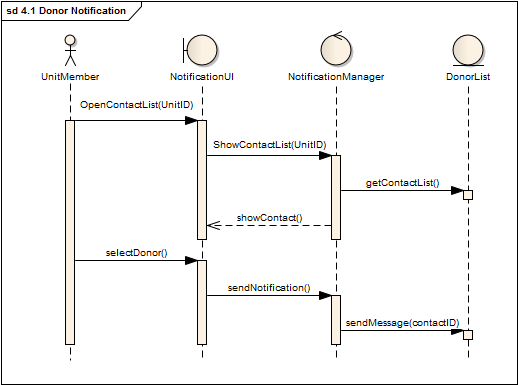 sd 4.1 Donor Notification
UnitMember
NotificationUI
NotificationManager
DonorList
OpenContactList(UnitID)
ShowContactList(UnitID)
getContactList()
showContact()
selectDonor()
sendNotification()
sendMessage(contactID)